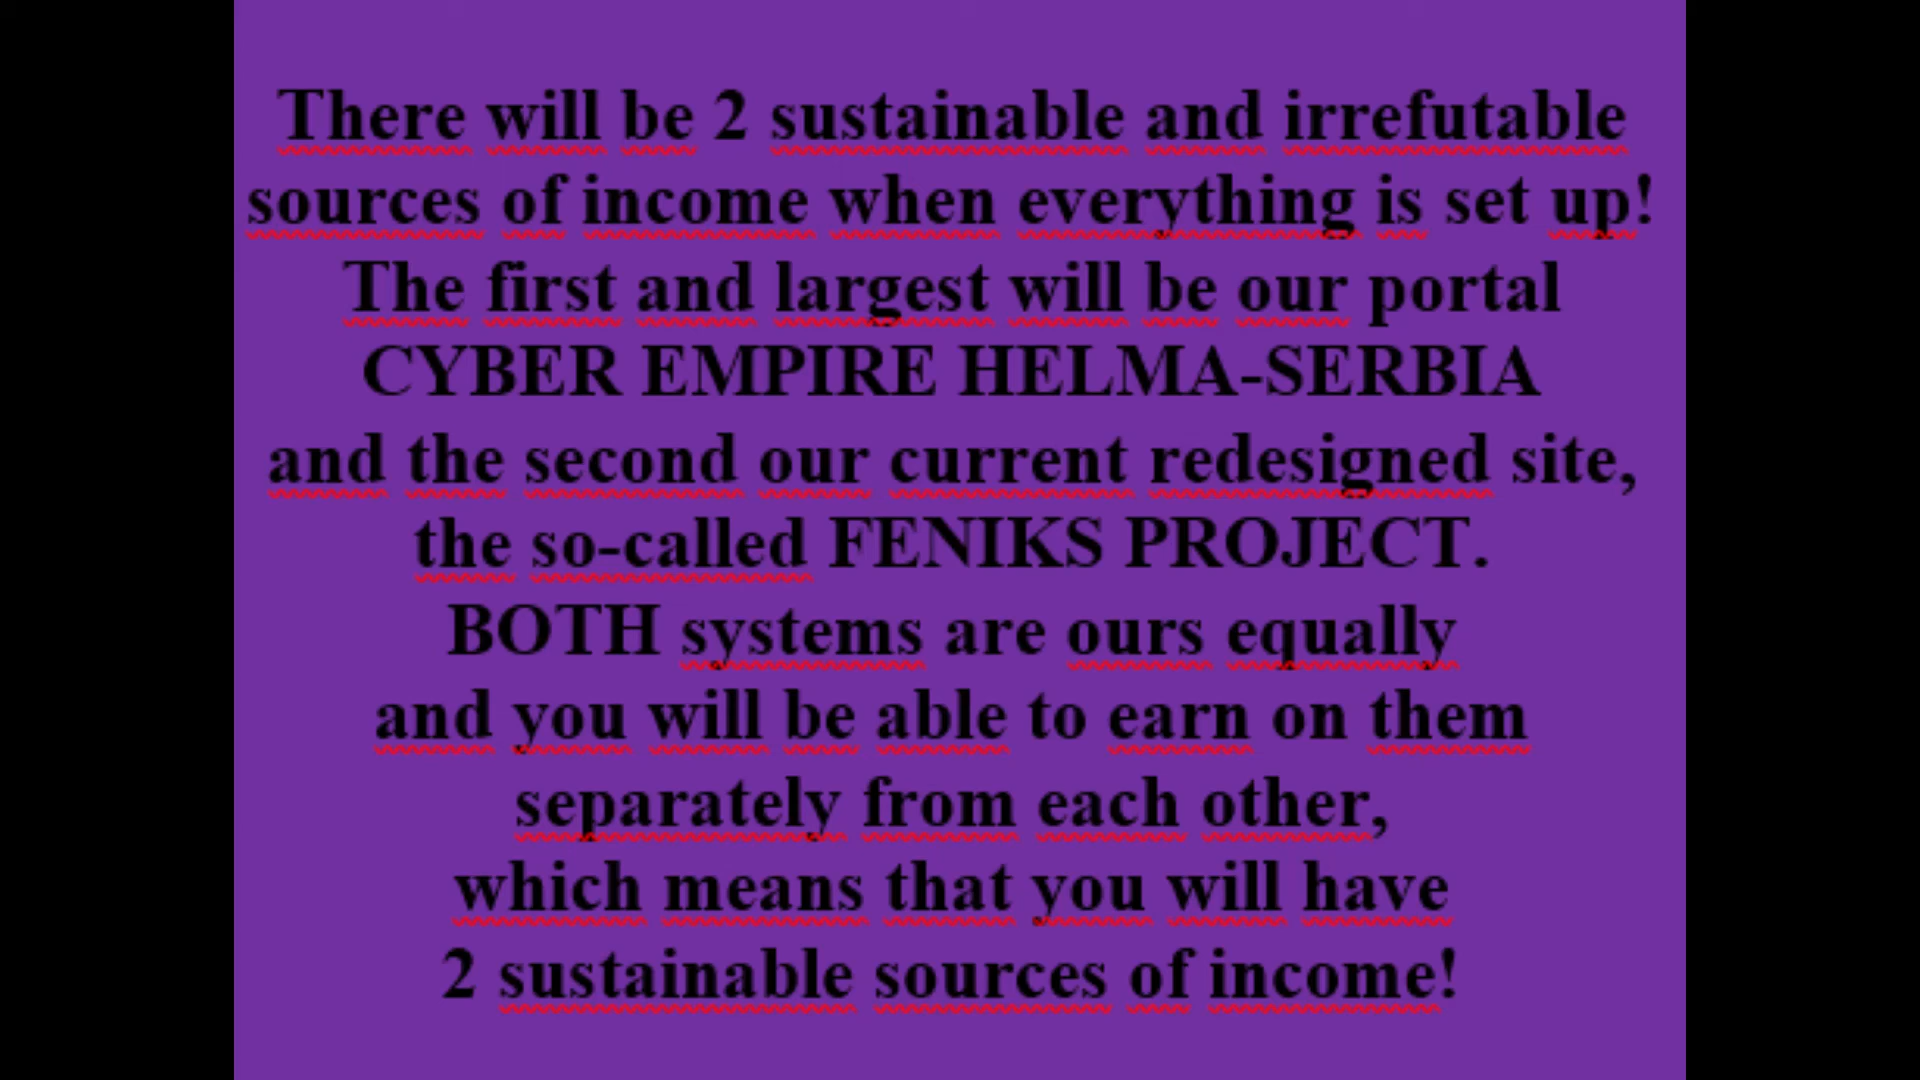 There will be 2 sustainable and irrefutable
sources of income when everything is set up!
The first and largest will be our portal
CYBER EMPIRE HELMA-SERBIA
and the second our current redesigned site,
the so-called FENIKS PROJECT.
BOTH systems are ours equally
and you will be able to earn on them
separately from each other,
which means that you will have
2 sustainable sources of income!